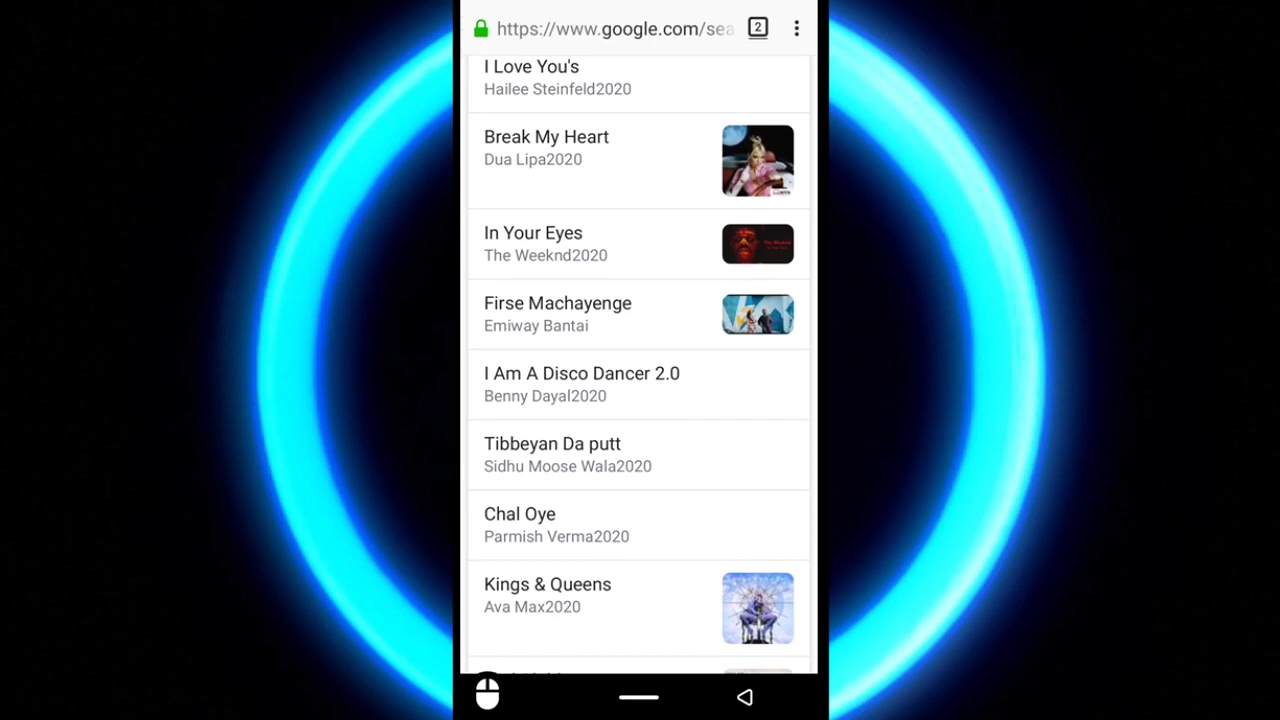 https://www.google.com/sea
2
I Love You's
Hailee Steinfeld2020
Break My Heart
Dua Lipa2020
In Your Eyes
The Weeknd2020
Firse Machayenge
Emiway Bantai
I Am A Disco Dancer 2.0
Benny Dayal2020
Tibbeyan Da putt
Sidhu Moose Wala2020
Chal Oye
Parmish Verma2020
Kings & Queens
Ava Max2020